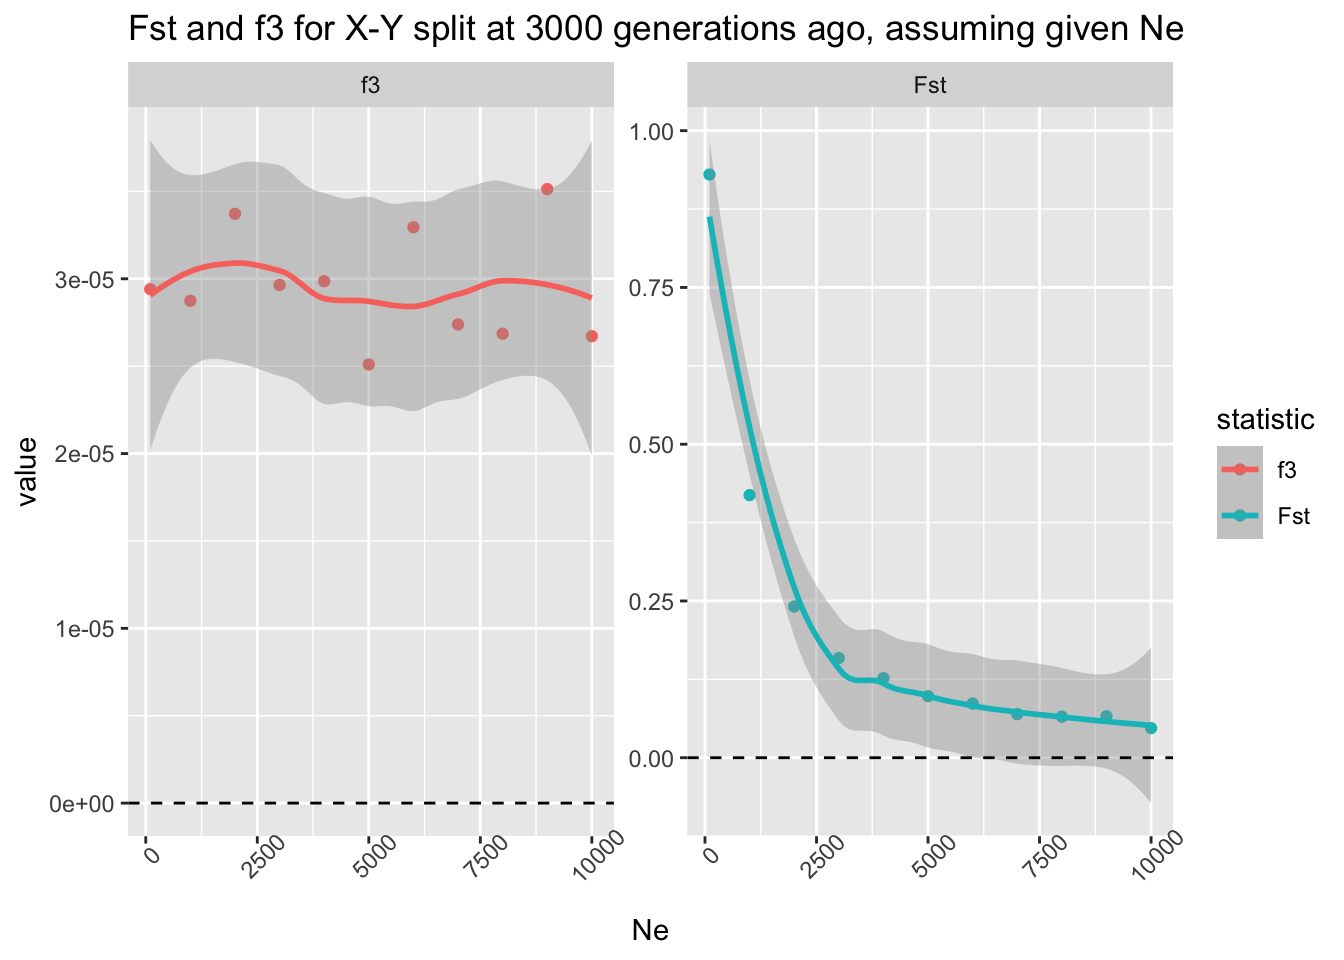 Fst and f3 for X-Y split at 3000 generations ago, assuming given Ne
f3
Fst
value
3e-05
2e-05
1e-05
0e+00
0
2500
5000
7500
10000
1.00
0.75
0.50
0.25
0.00
0
2500
5000
7500
10000
Ne
statistic
f3
Fst